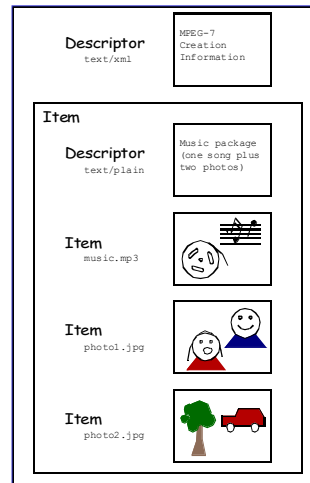 Descriptor
text/xml
MPEG-7
Creation
Information
Item
Descriptor
text/plain
Music package
(one song plus
two photos)
Item
music.mp3
Item
photo1.jpg
Item
photo2.jpg